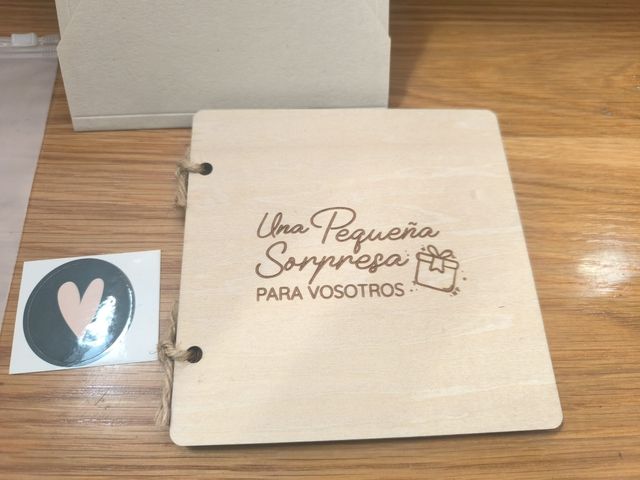 Una Pequeña
Sorpresa
PARA VOSOTROS